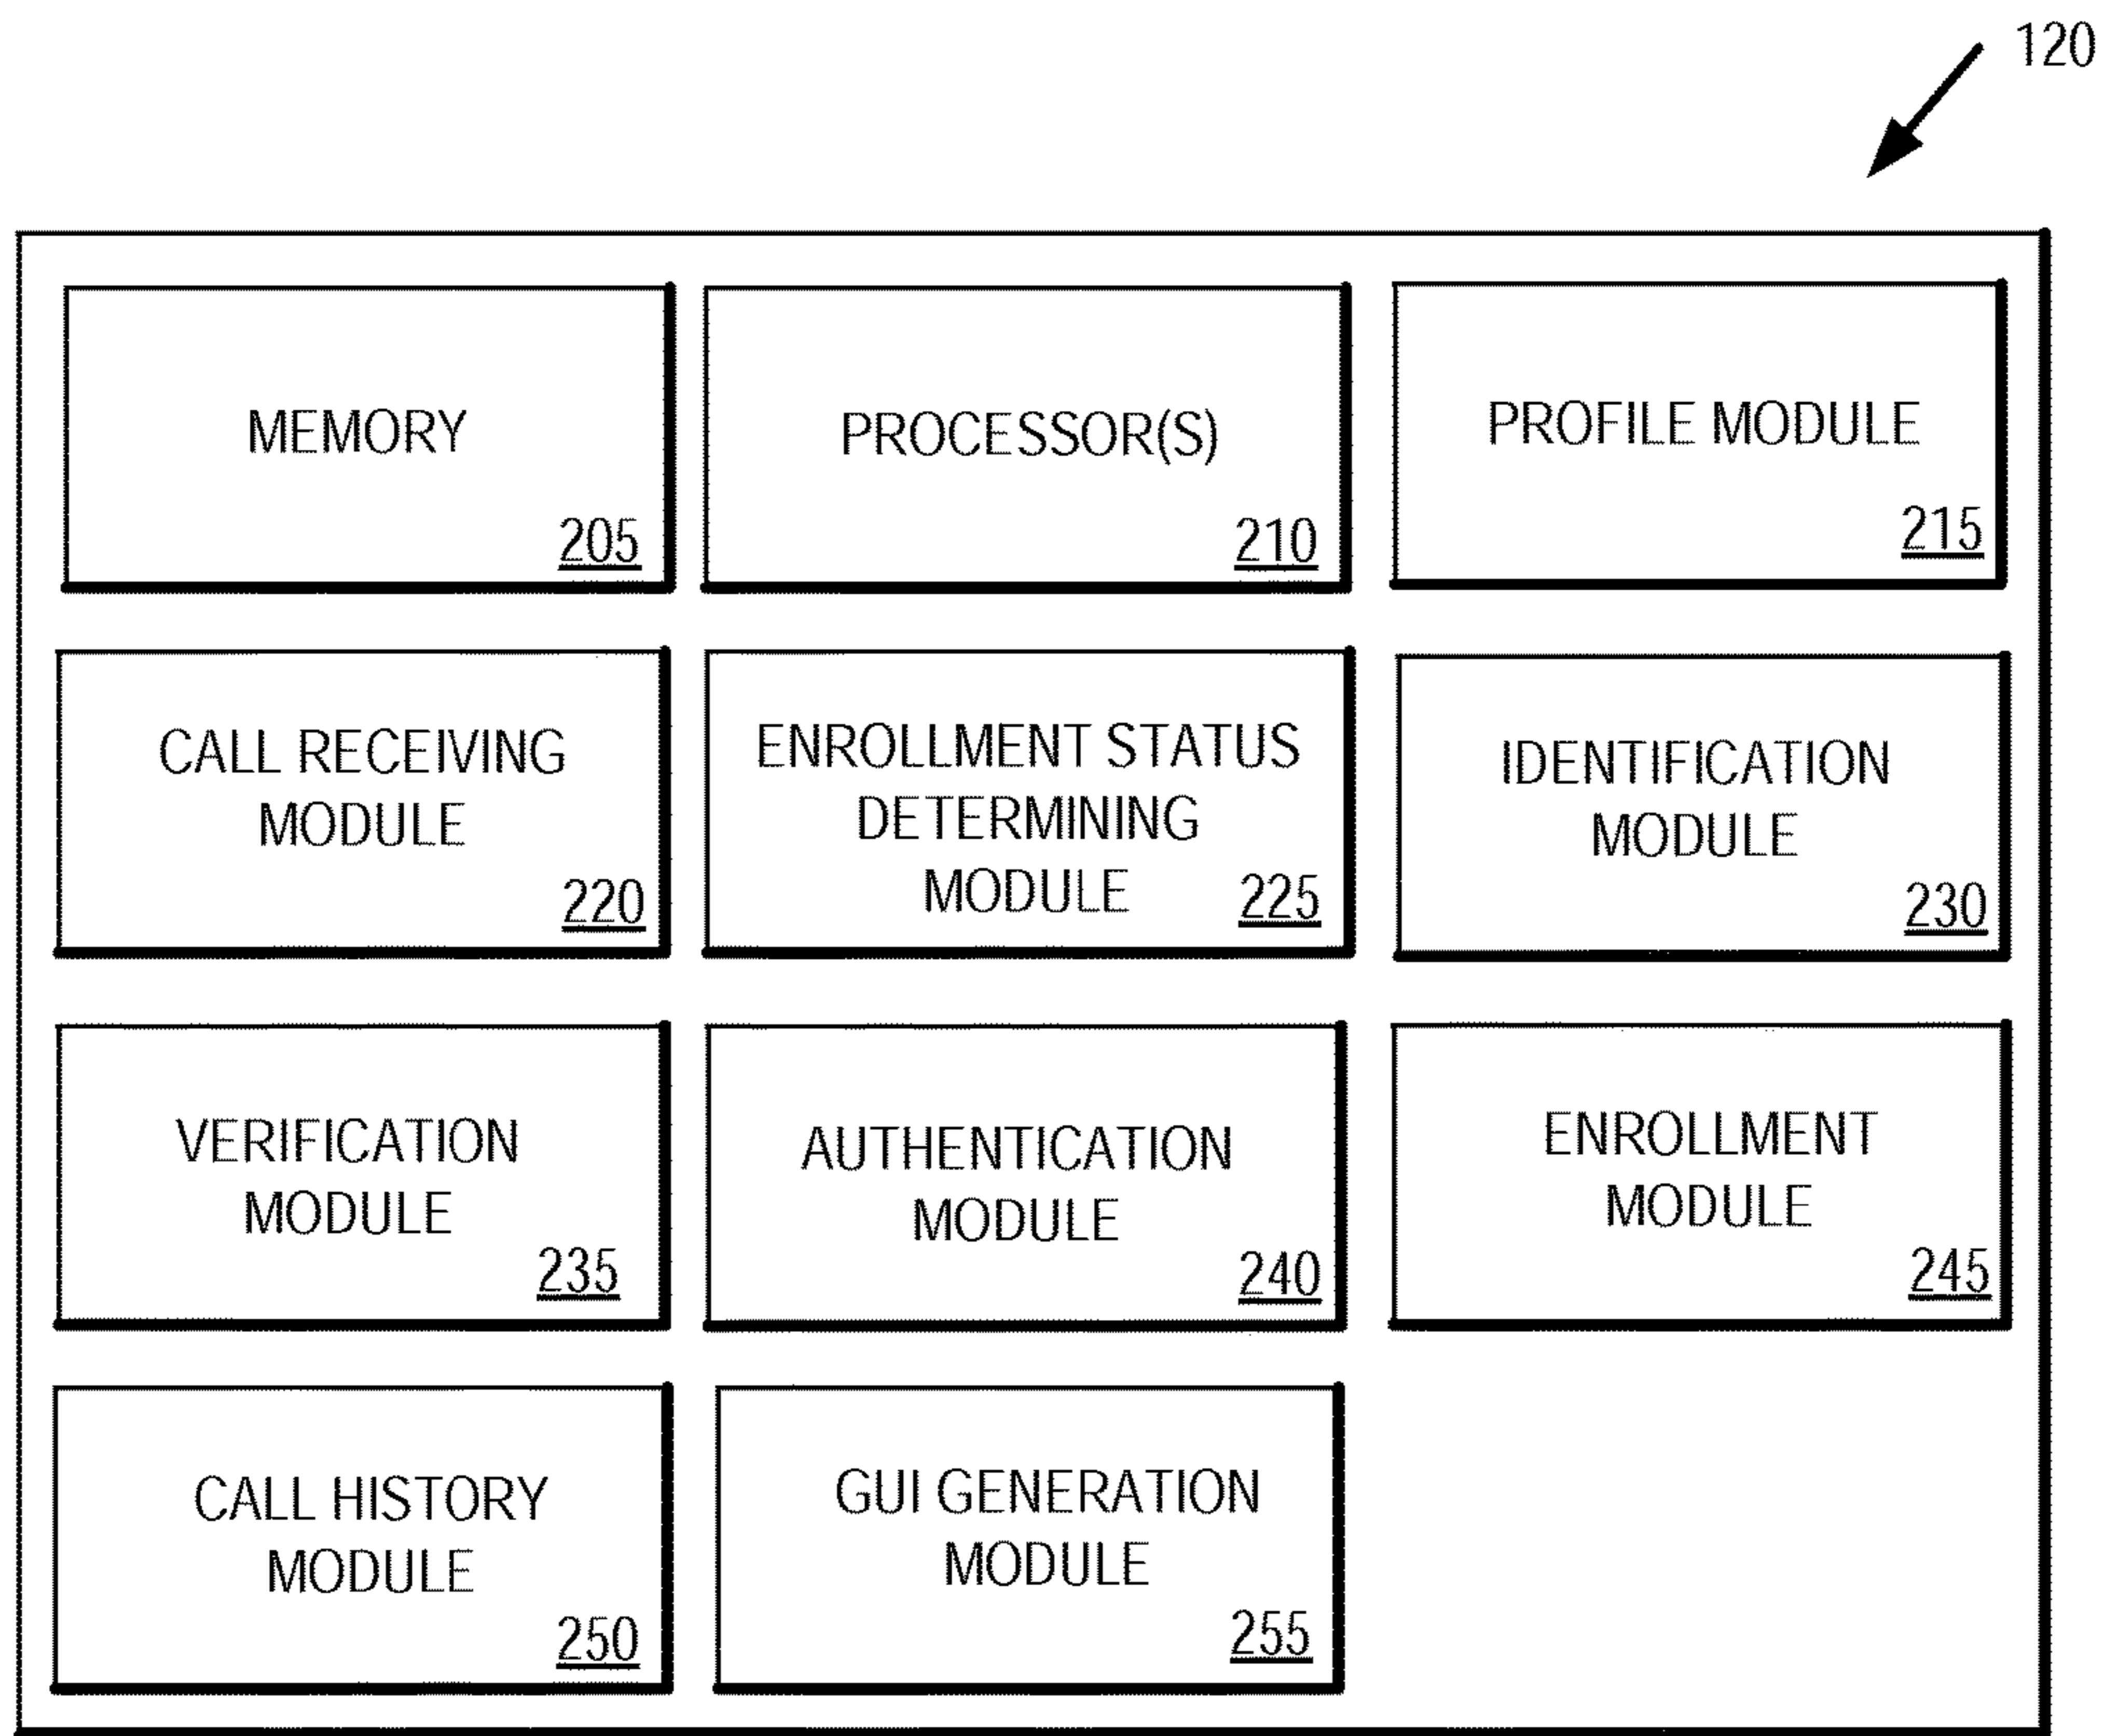 120
MEMORY
205
PROCESSOR(S)
210
PROFILE MODULE
215
CALL RECEIVING
MODULE
220
ENROLLMENT STATUS
DETERMINING
MODULE
225
IDENTIFICATION
MODULE
230
VERIFICATION
MODULE
235
AUTHENTICATION
MODULE
240
ENROLLMENT
MODULE
245
CALL HISTORY
MODULE
250
GUI GENERATION
MODULE
255